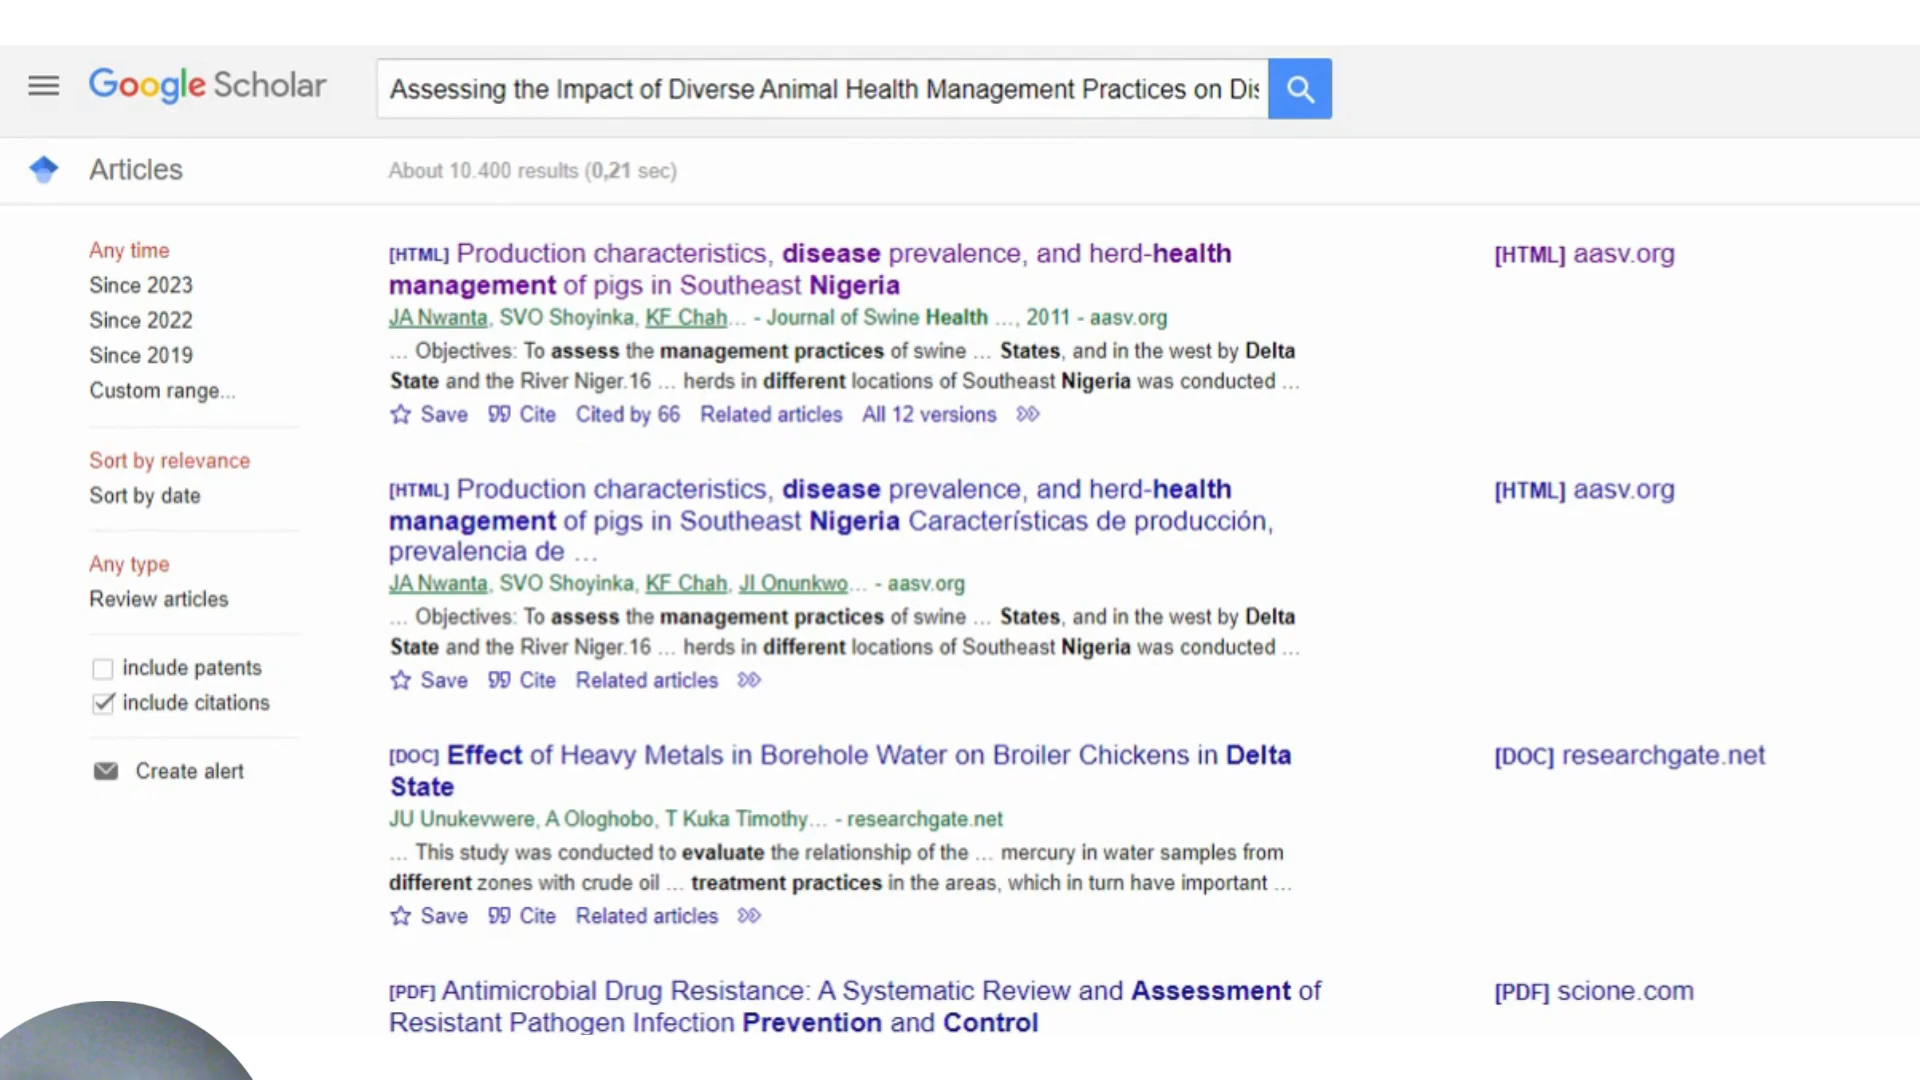 Google Scholar
Assessing the Impact of Diverse Animal Health Management Practices on Dis
Articles
About 10.400 results (0,21 sec)
Any time
Since 2023
Since 2022
Since 2019
Custom range...
Sort by relevance
Sort by date
Any type
Review articles
include patents
include citations
Create alert
[HTML] Production characteristics, disease prevalence, and herd-health
management of pigs in Southeast Nigeria
JA Nwanta, SVO Shoyinka, KF Chah... - Journal of Swine Health ..., 2011 - aasv.org
... Objectives: To assess the management practices of swine ... States, and in the west by Delta
State and the River Niger.16 ... herds in different locations of Southeast Nigeria was conducted ...
Save Cite Cited by 66 Related articles All 12 versions
[HTML] aasv.org
[HTML] Production characteristics, disease prevalence, and herd-health
management of pigs in Southeast Nigeria Características de producción,
prevalencia de ...
JA Nwanta, SVO Shoyinka, KF Chah, JI Onunkwo... - aasv.org
... Objectives: To assess the management practices of swine ... States, and in the west by Delta
State and the River Niger.16 ... herds in different locations of Southeast Nigeria was conducted ...
Save Cite Related articles
[HTML] aasv.org
[DOC] Effect of Heavy Metals in Borehole Water on Broiler Chickens in Delta
State
JU Unukevwere, A Ologhobo, T Kuka Timothy... - researchgate.net
... This study was conducted to evaluate the relationship of the ... mercury in water samples from
different zones with crude oil ... treatment practices in the areas, which in turn have important ...
Save Cite Related articles
[DOC] researchgate.net
[PDF] Antimicrobial Drug Resistance: A Systematic Review and Assessment of
Resistant Pathogen Infection Prevention and Control
[PDF] scione.com